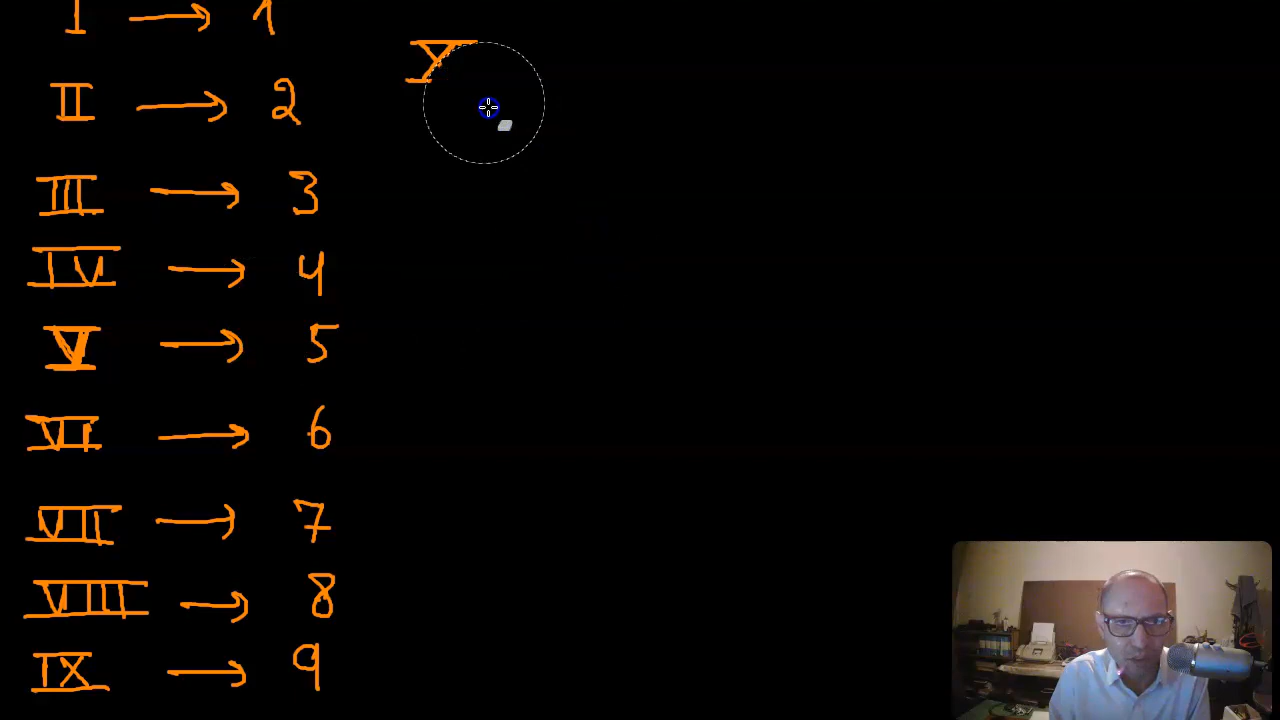 I → 1
II → 2
III → 3
IV → 4
V → 5
VI → 6
VII → 7
VIII → 8
IX → 9